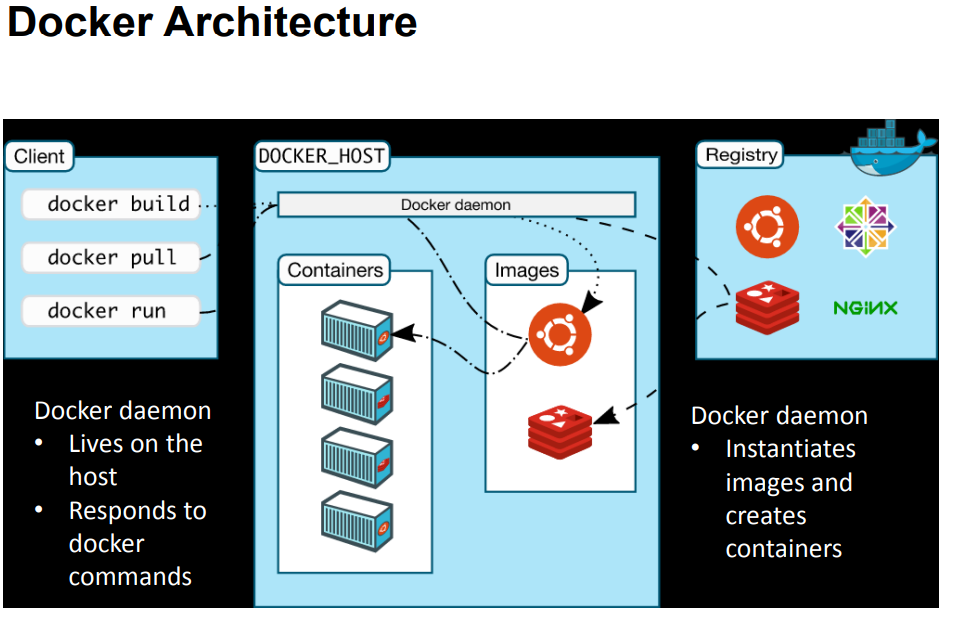 Docker Architecture
Client
docker build
docker pull
docker run
DOCKER_HOST
Docker daemon
Containers
Images
Registry
NGiNX
Docker daemon
• Lives on the
host
• Responds to
docker
commands
Docker daemon
• Instantiates
images and
creates
containers